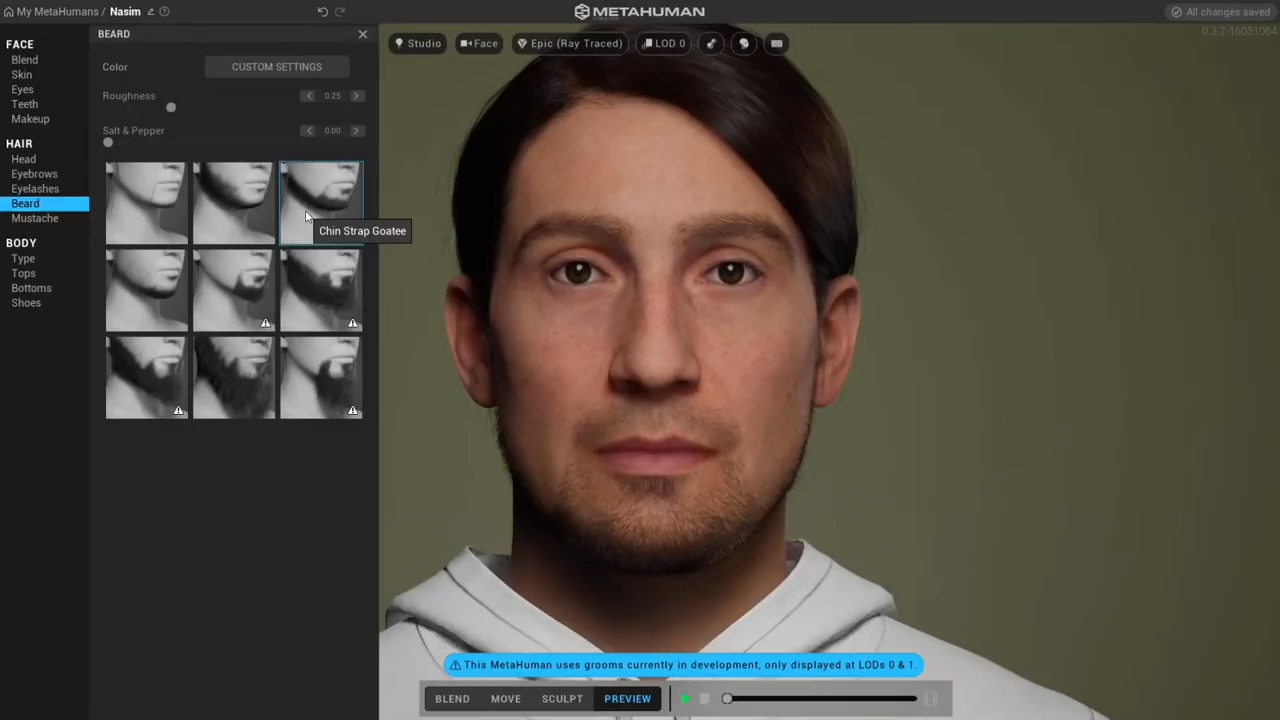 My MetaHumans / Nasim
METAHUMAN
All changes saved
0.3.2-16051064
FACE
Blend
Skin
Eyes
Teeth
Makeup
HAIR
Head
Eyebrows
Eyelashes
Beard
Mustache
BODY
Type
Tops
Bottoms
Shoes
BEARD
Color
CUSTOM SETTINGS
Roughness
0.25
Salt & Pepper
0.00
Chin Strap Goatee
Studio
Face
Epic (Ray Traced)
LOD 0
This MetaHuman uses grooms currently in development, only displayed at LODs 0 & 1.
BLEND
MOVE
SCULPT
PREVIEW